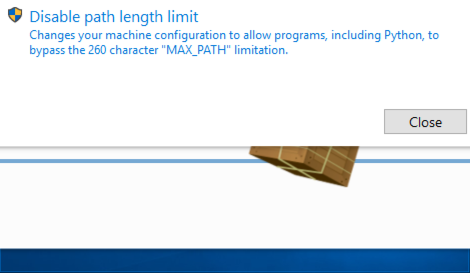 Disable path length limit
Changes your machine configuration to allow programs, including Python, to
bypass the 260 character "MAX_PATH" limitation.
Close